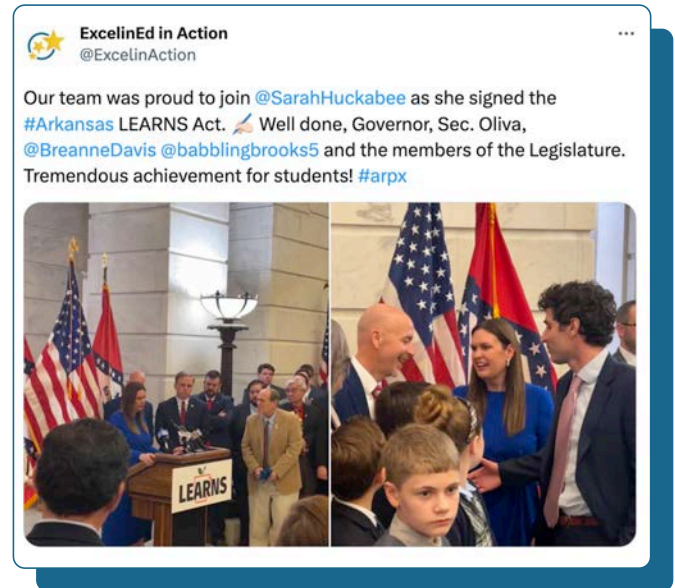 ExcelinEd in Action
@ExcelinAction
Our team was proud to join @SarahHuckabee as she signed the
#Arkansas LEARNS Act. ✍🏻 Well done, Governor, Sec. Oliva,
@BreanneDavis @babblingbrooks5 and the members of the Legislature.
Tremendous achievement for students! #arpx
LEARNS